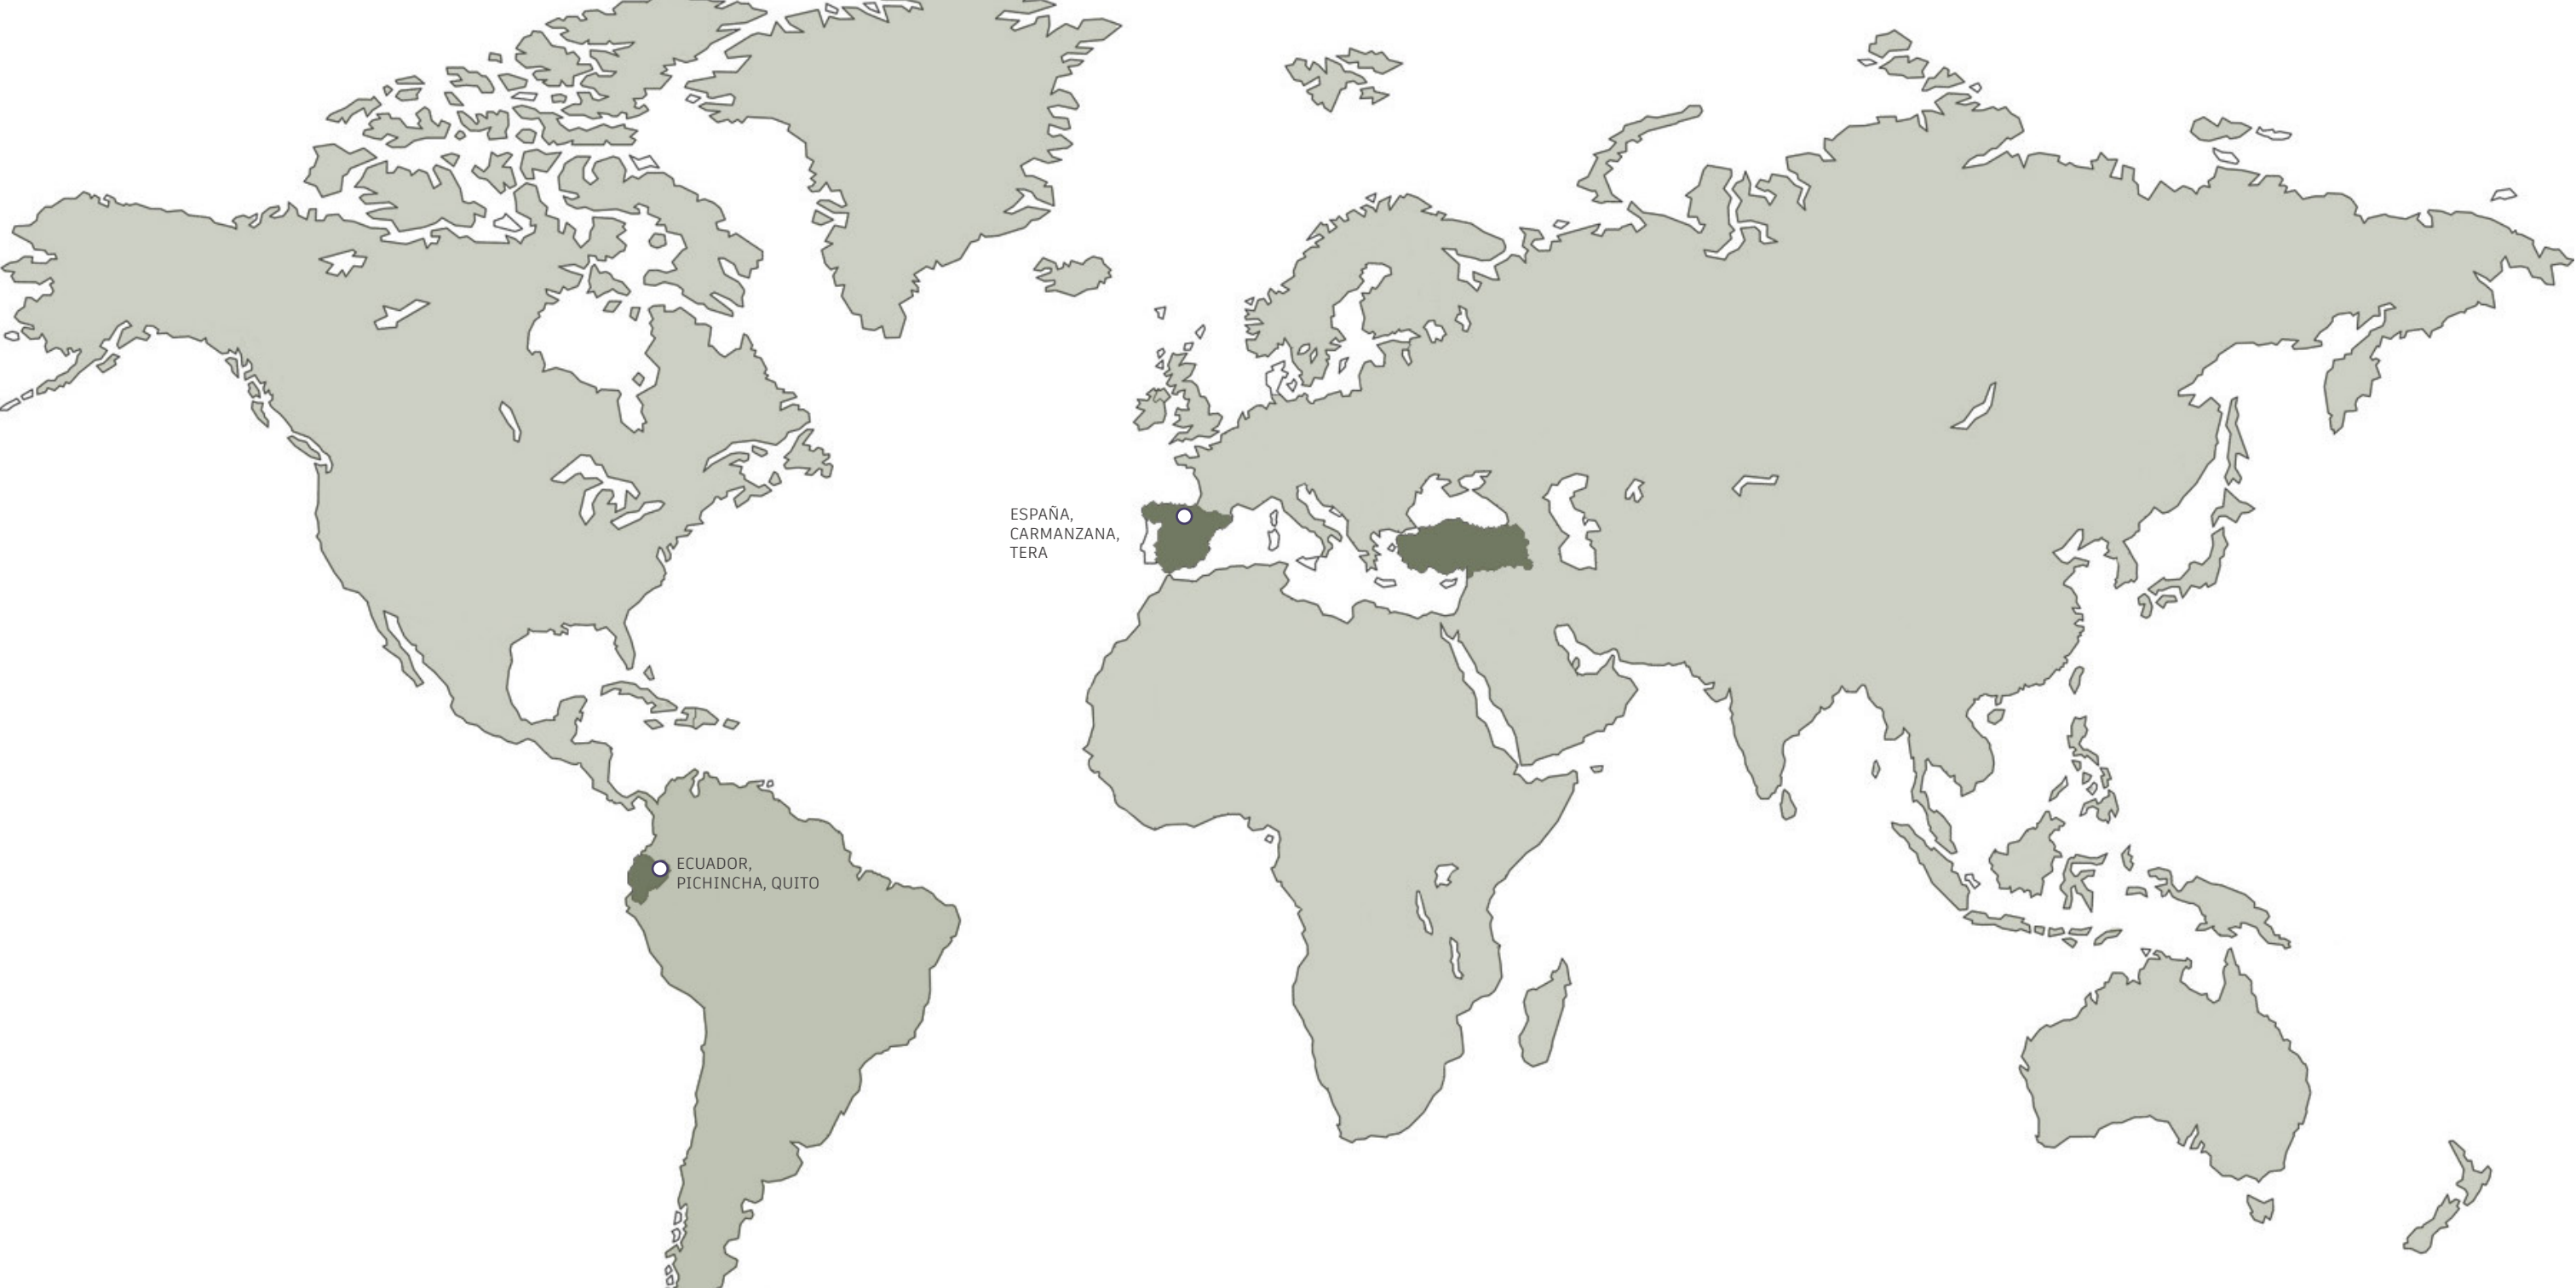 ESPAÑA,
CARMANZANA,
TERA
ECUADOR,
PICHINCHA, QUITO